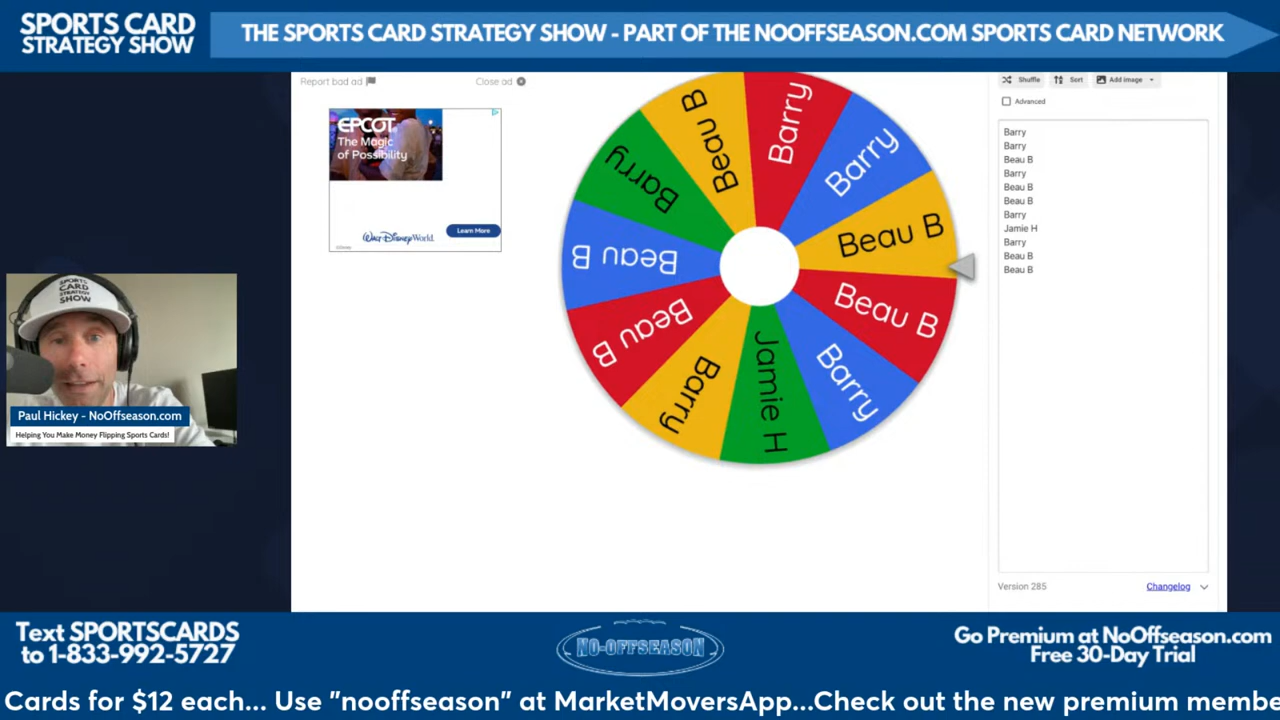 SPORTS CARD
STRATEGY SHOW
THE SPORTS CARD STRATEGY SHOW - PART OF THE NOOFFSEASON.COM SPORTS CARD NETWORK
Report bad ad
Close ad
EPCOT
The Magic
of Possibility
Walt Disney World
Learn More
©Disney
Beau B
Barry
Barry
Beau B
Beau B
Barry
Jamie H
Barry
Beau B
Beau B
Barry
Shuffle
Sort
Add image
Advanced
Barry
Barry
Beau B
Barry
Beau B
Beau B
Barry
Jamie H
Barry
Beau B
Beau B
Version 285
Changelog
SPORTS
CARD
STRATEGY
SHOW
Paul Hickey - NoOffseason.com
Helping You Make Money Flipping Sports Cards!
Text SPORTSCARDS
to 1-833-992-5727
NO-OFFSEASON
Go Premium at NoOffseason.com
Free 30-Day Trial
Cards for $12 each... Use "nooffseason" at MarketMoversApp...Check out the new premium membe